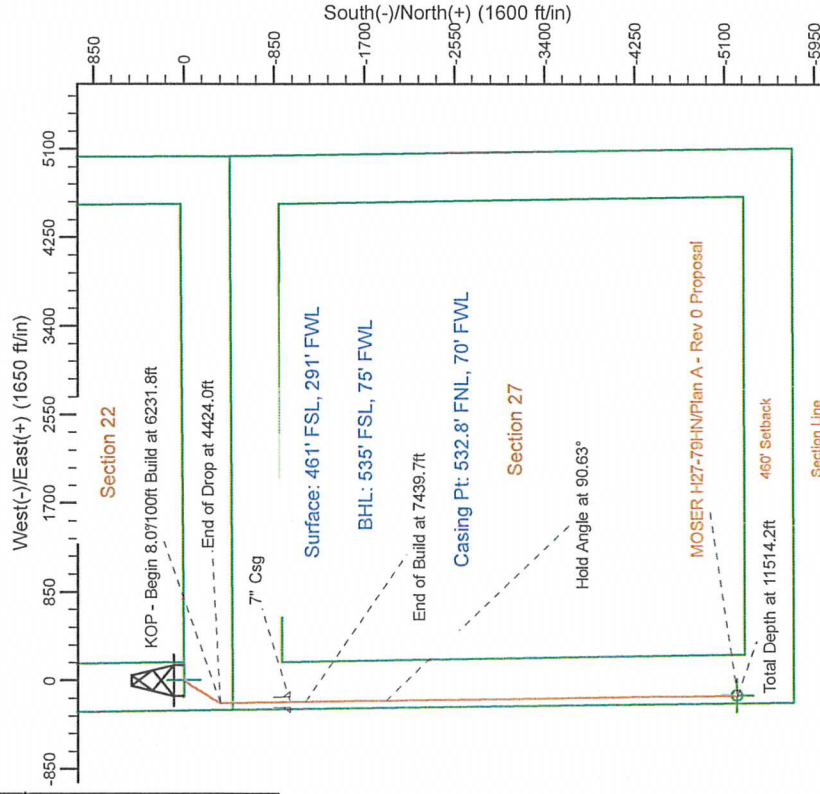 West(-)/East(+) (1650 ft/in)
-850
0
850
1700
2550
3400
4250
5100
South(-)/North(+) (1600 ft/in)
-850
0
-850
-1700
-2550
-3400
-4250
-5100
-5950
Section 22
KOP - Begin 8.07100ft Build at 6231.8ft
End of Drop at 4424.0ft
7" Csg
Surface: 461' FSL, 291' FWL
BHL: 535' FSL, 75' FWL
End of Build at 7439.7ft
Casing Pt: 532.8' FNL, 70' FWL
Section 27
Hold Angle at 90.63°
MOSER H27-79HN/Plan A - Rev 0 Proposal
Total Depth at 11514.2ft
460' Setback
Section Line